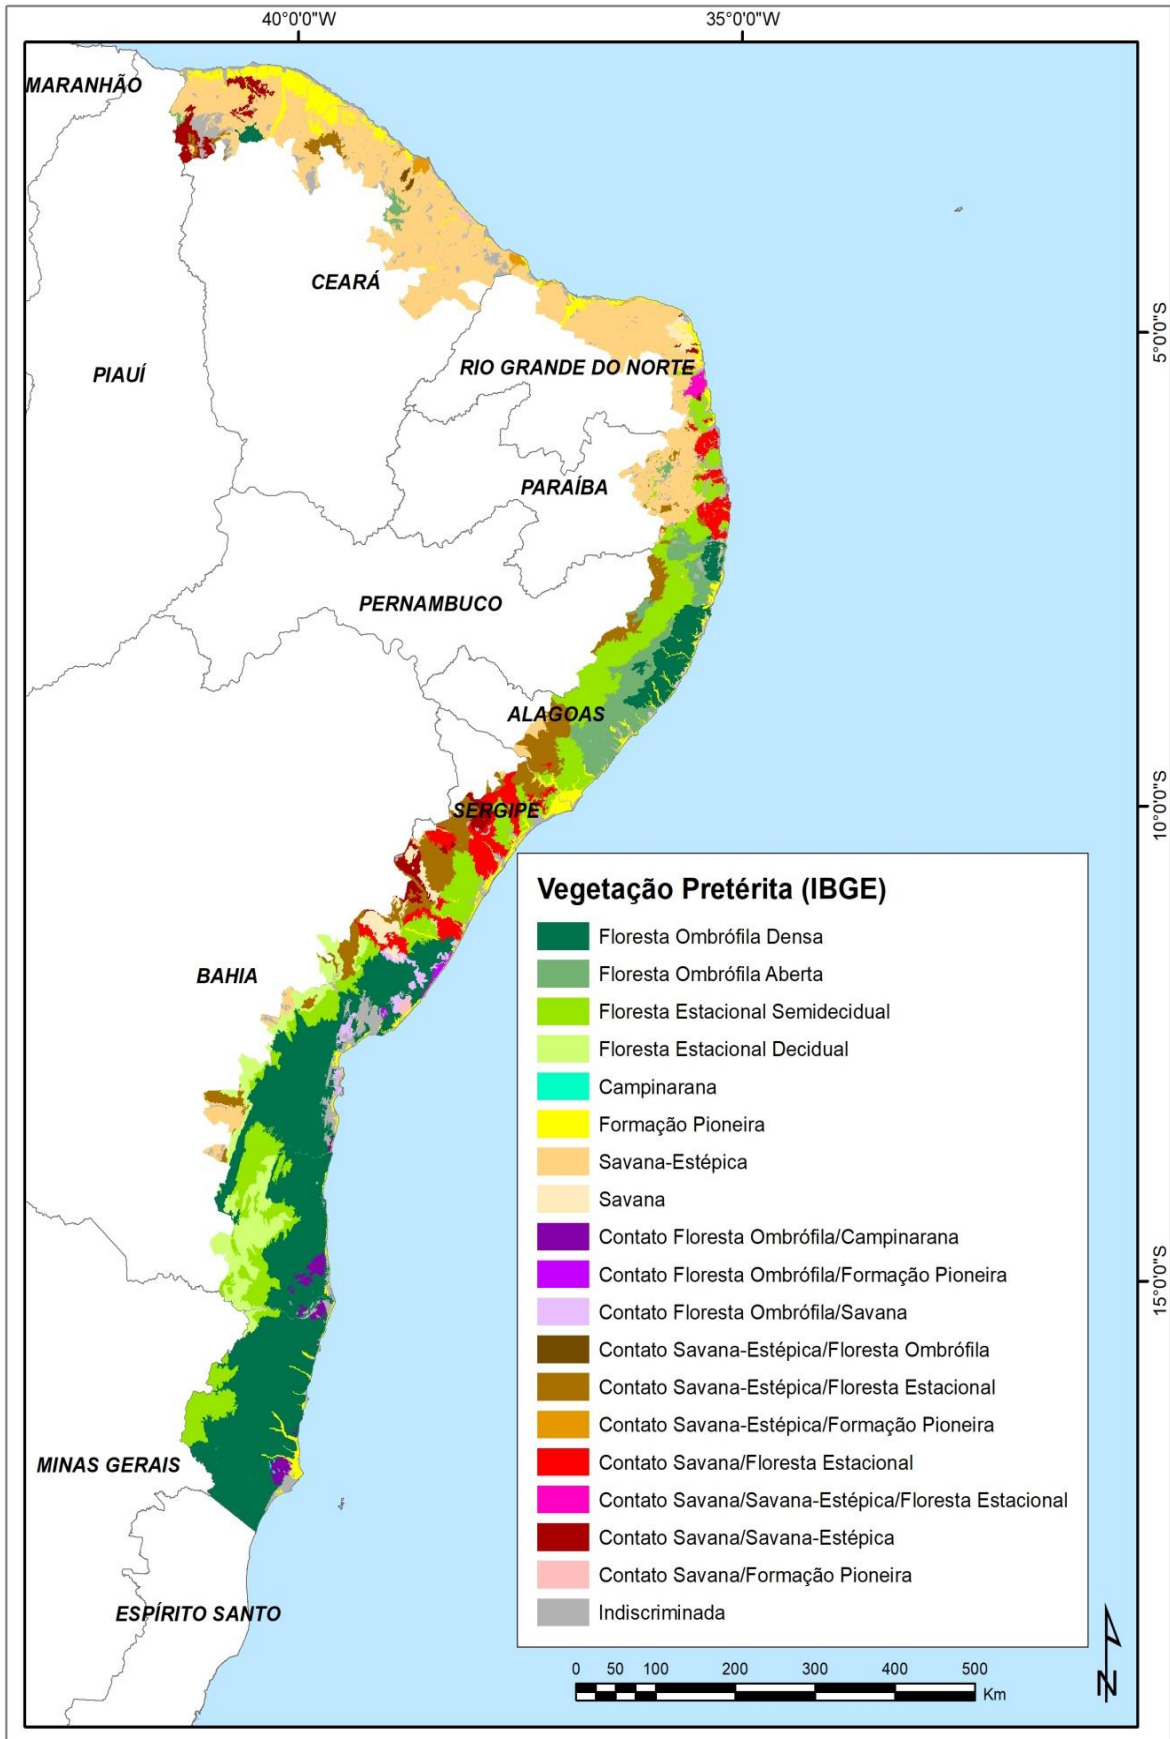 40°0'0"W
35°0'0"W
MARANHÃO
CEARÁ
5°0'0"S
RIO GRANDE DO NORTE
PIAUÍ
PARAÍBA
PERNAMBUCO
ALAGOAS
10°0'0"S
SERGIPE
BAHIA
15°0'0"S
MINAS GERAIS
ESPÍRITO SANTO
Vegetação Pretérita (IBGE)
Floresta Ombrófila Densa
Floresta Ombrófila Aberta
Floresta Estacional Semidecidual
Floresta Estacional Decidual
Campinarana
Formação Pioneira
Savana-Estépica
Savana
Contato Floresta Ombrófila/Campinarana
Contato Floresta Ombrófila/Formação Pioneira
Contato Floresta Ombrófila/Savana
Contato Savana-Estépica/Floresta Ombrófila
Contato Savana-Estépica/Floresta Estacional
Contato Savana-Estépica/Formação Pioneira
Contato Savana/Floresta Estacional
Contato Savana/Savana-Estépica/Floresta Estacional
Contato Savana/Savana-Estépica
Contato Savana/Formação Pioneira
Indiscriminada
0 50 100 200 300 400 500
Km
N